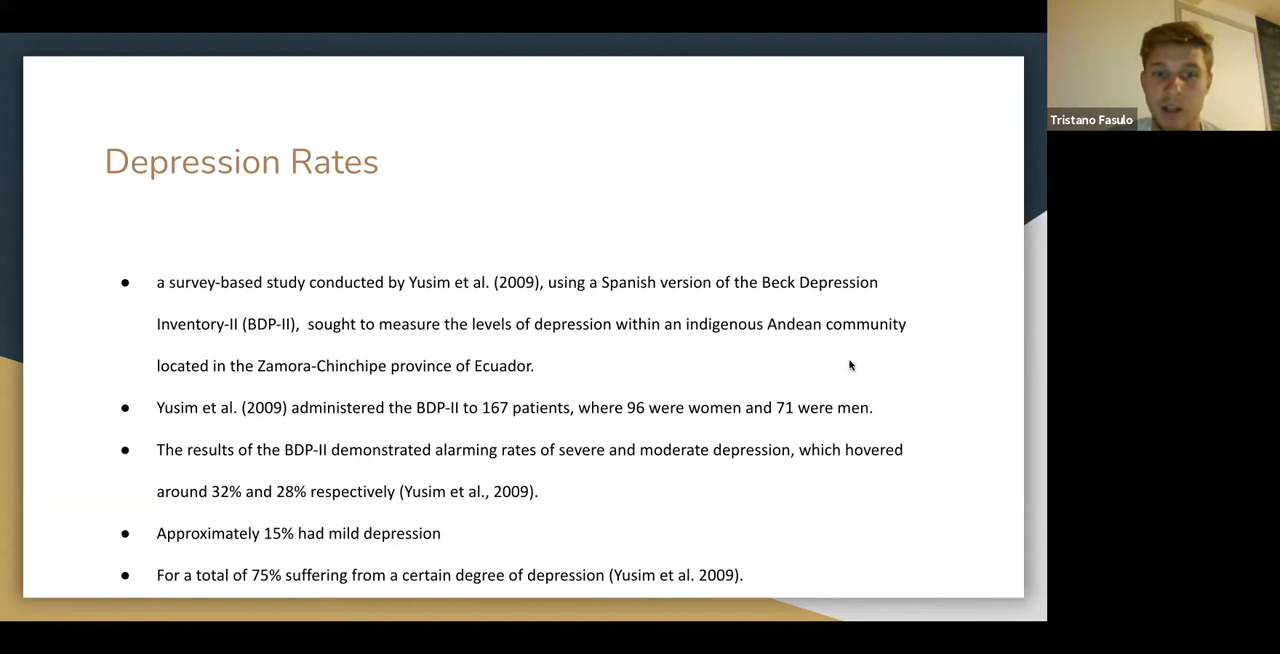 Depression Rates
● a survey-based study conducted by Yusim et al. (2009), using a Spanish version of the Beck Depression
Inventory-II (BDP-II),  sought to measure the levels of depression within an indigenous Andean community
located in the Zamora-Chinchipe province of Ecuador.
● Yusim et al. (2009) administered the BDP-II to 167 patients, where 96 were women and 71 were men.
● The results of the BDP-II demonstrated alarming rates of severe and moderate depression, which hovered
around 32% and 28% respectively (Yusim et al., 2009).
● Approximately 15% had mild depression
● For a total of 75% suffering from a certain degree of depression (Yusim et al. 2009).
Tristano Fasulo